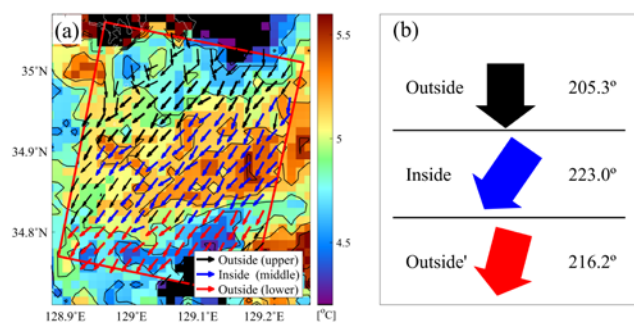 (a)
35°N
34.9°N
34.8°N
128.9°E
129°E
129.1°E
129.2°E
Outside (upper)
Inside (middle)
Outside (lower)
5.5
5
4.5
[°C]
(b)
Outside 205.3°
Inside 223.0°
Outside' 216.2°